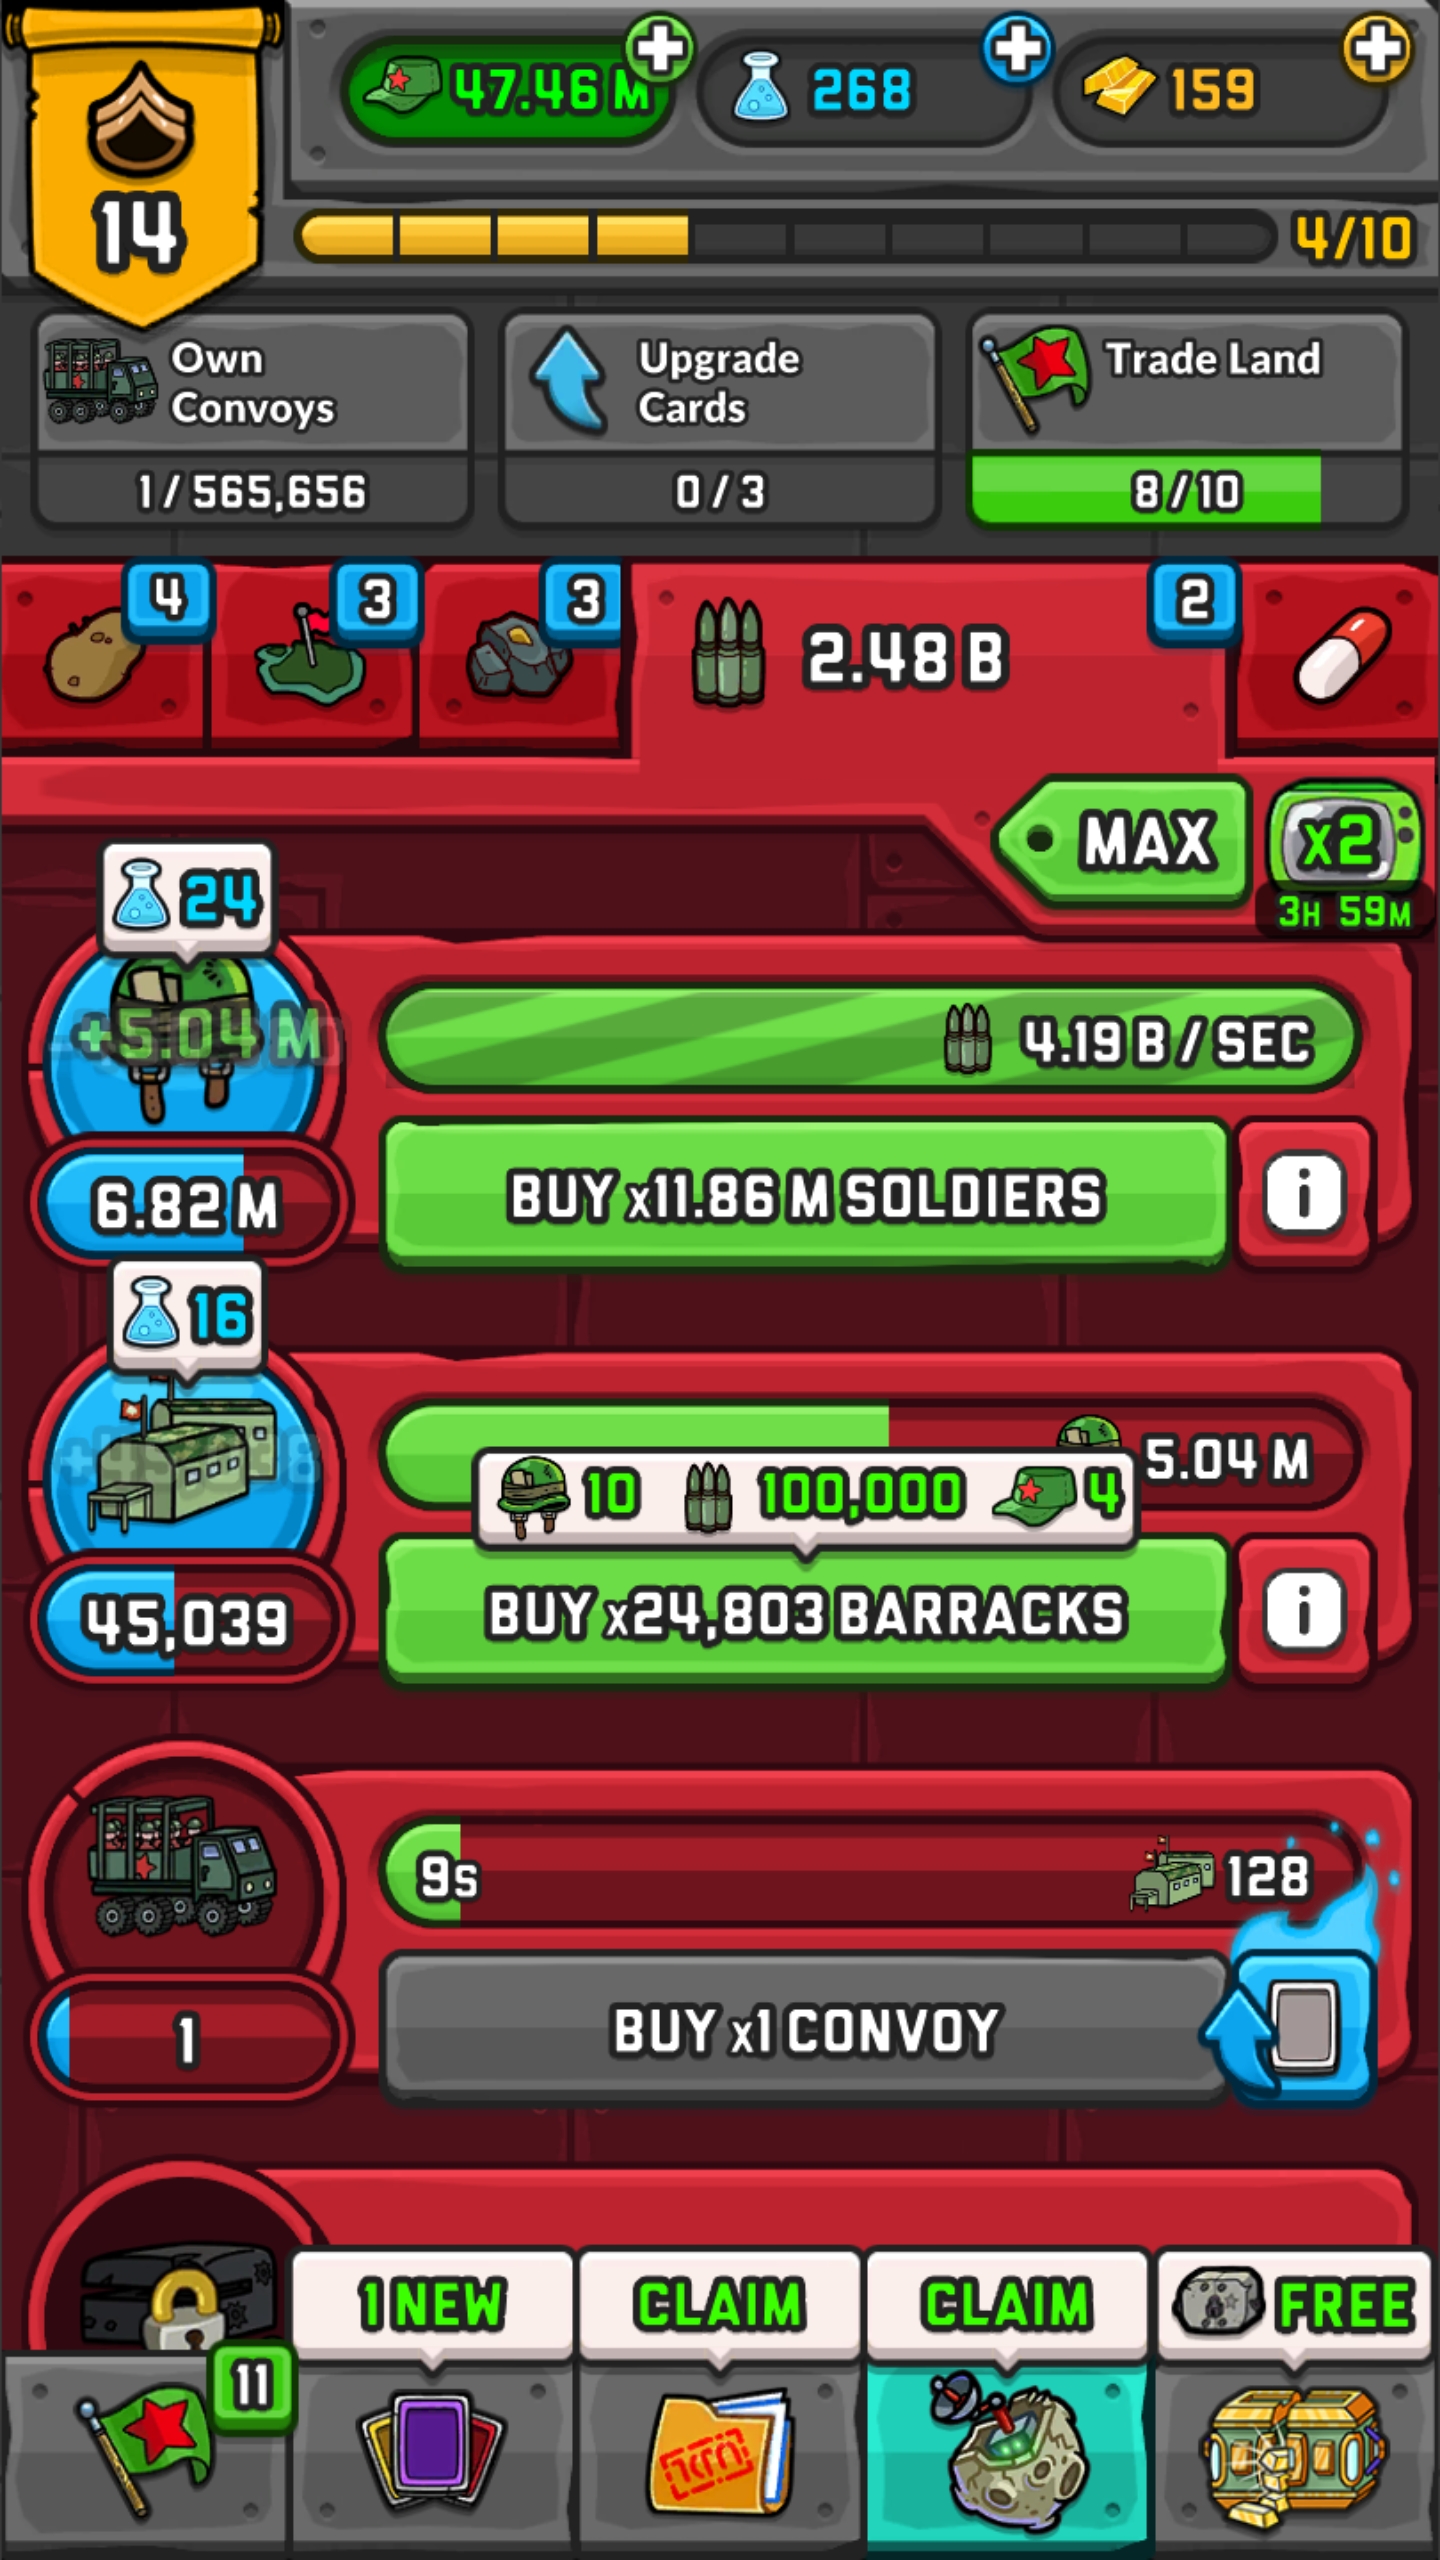 14
47.46 M
268
159
4/10
Own
Convoys
1 / 565,656
Upgrade
Cards
0 / 3
Trade Land
8 / 10
4
3
3
2.48 B
2
MAX
x2
3H 59M
24
+5.04 M
4.19 B / SEC
6.82 M
BUY x11.86 M SOLDIERS
i
16
5.04 M
10
100,000
4
45,039
BUY x24,803 BARRACKS
i
9s
128
1
BUY x1 CONVOY
1 NEW
CLAIM
CLAIM
FREE
11